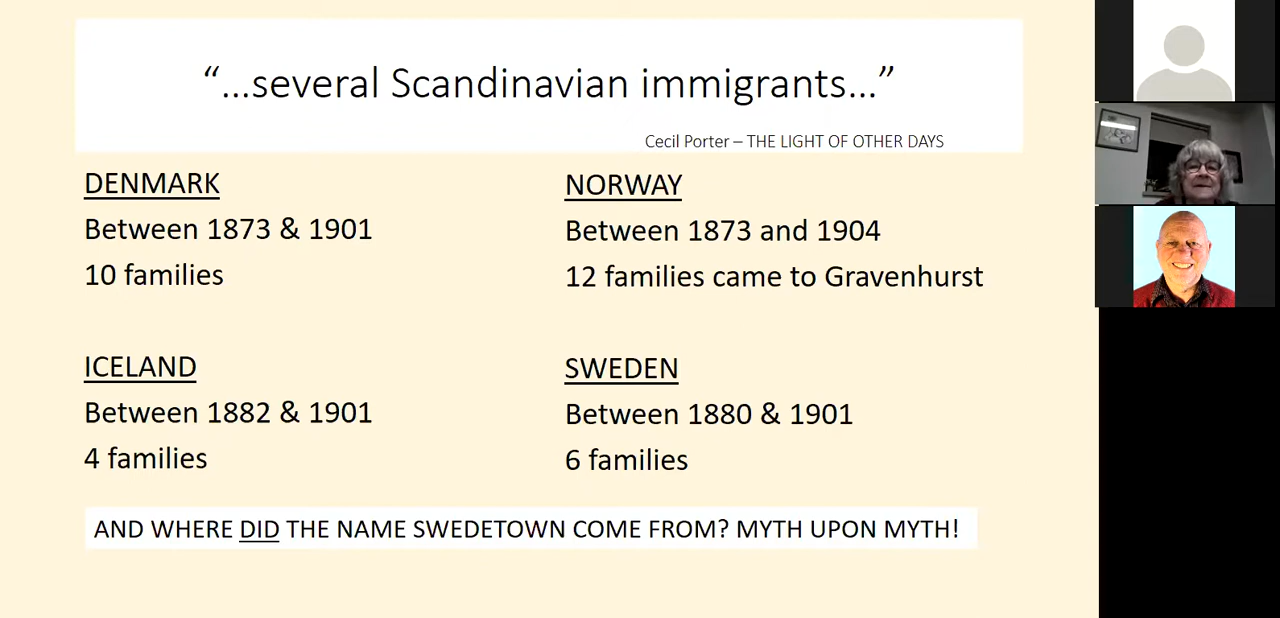 “…several Scandinavian immigrants…”
Cecil Porter – THE LIGHT OF OTHER DAYS
DENMARK
Between 1873 & 1901
10 families
NORWAY
Between 1873 and 1904
12 families came to Gravenhurst
ICELAND
Between 1882 & 1901
4 families
SWEDEN
Between 1880 & 1901
6 families
AND WHERE DID THE NAME SWEDETOWN COME FROM? MYTH UPON MYTH!